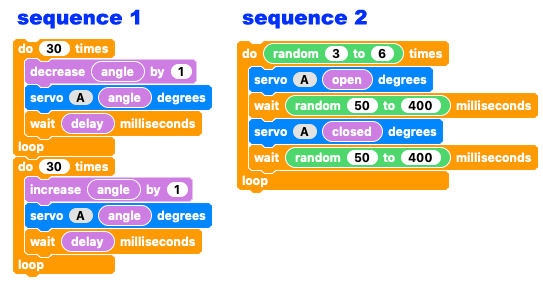 sequence 1
do 30 times
decrease angle by 1
servo A angle degrees
wait delay milliseconds
loop
do 30 times
increase angle by 1
servo A angle degrees
wait delay milliseconds
loop
sequence 2
do random 3 to 6 times
servo A open degrees
wait random 50 to 400 milliseconds
servo A closed degrees
wait random 50 to 400 milliseconds
loop